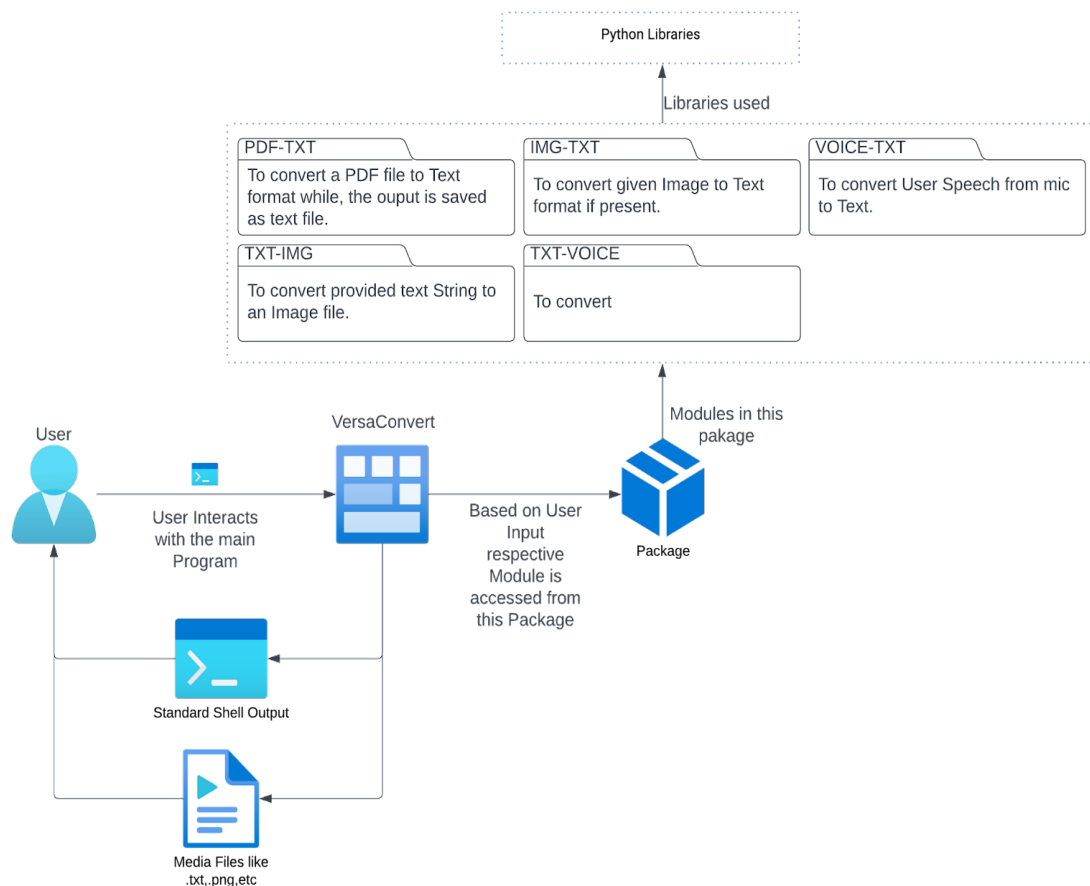 Python Libraries
Libraries used
PDF-TXT
To convert a PDF file to Text
format while, the ouput is saved
as text file.
IMG-TXT
To convert given Image to Text
format if present.
VOICE-TXT
To convert User Speech from mic
to Text.
TXT-IMG
To convert provided text String to
an Image file.
TXT-VOICE
To convert
Modules in this
pakage
User
VersaConvert
User Interacts
with the main
Program
Based on User
Input
respective
Module is
accessed from
this Package
Package
Standard Shell Output
Media Files like
.txt,.png,etc